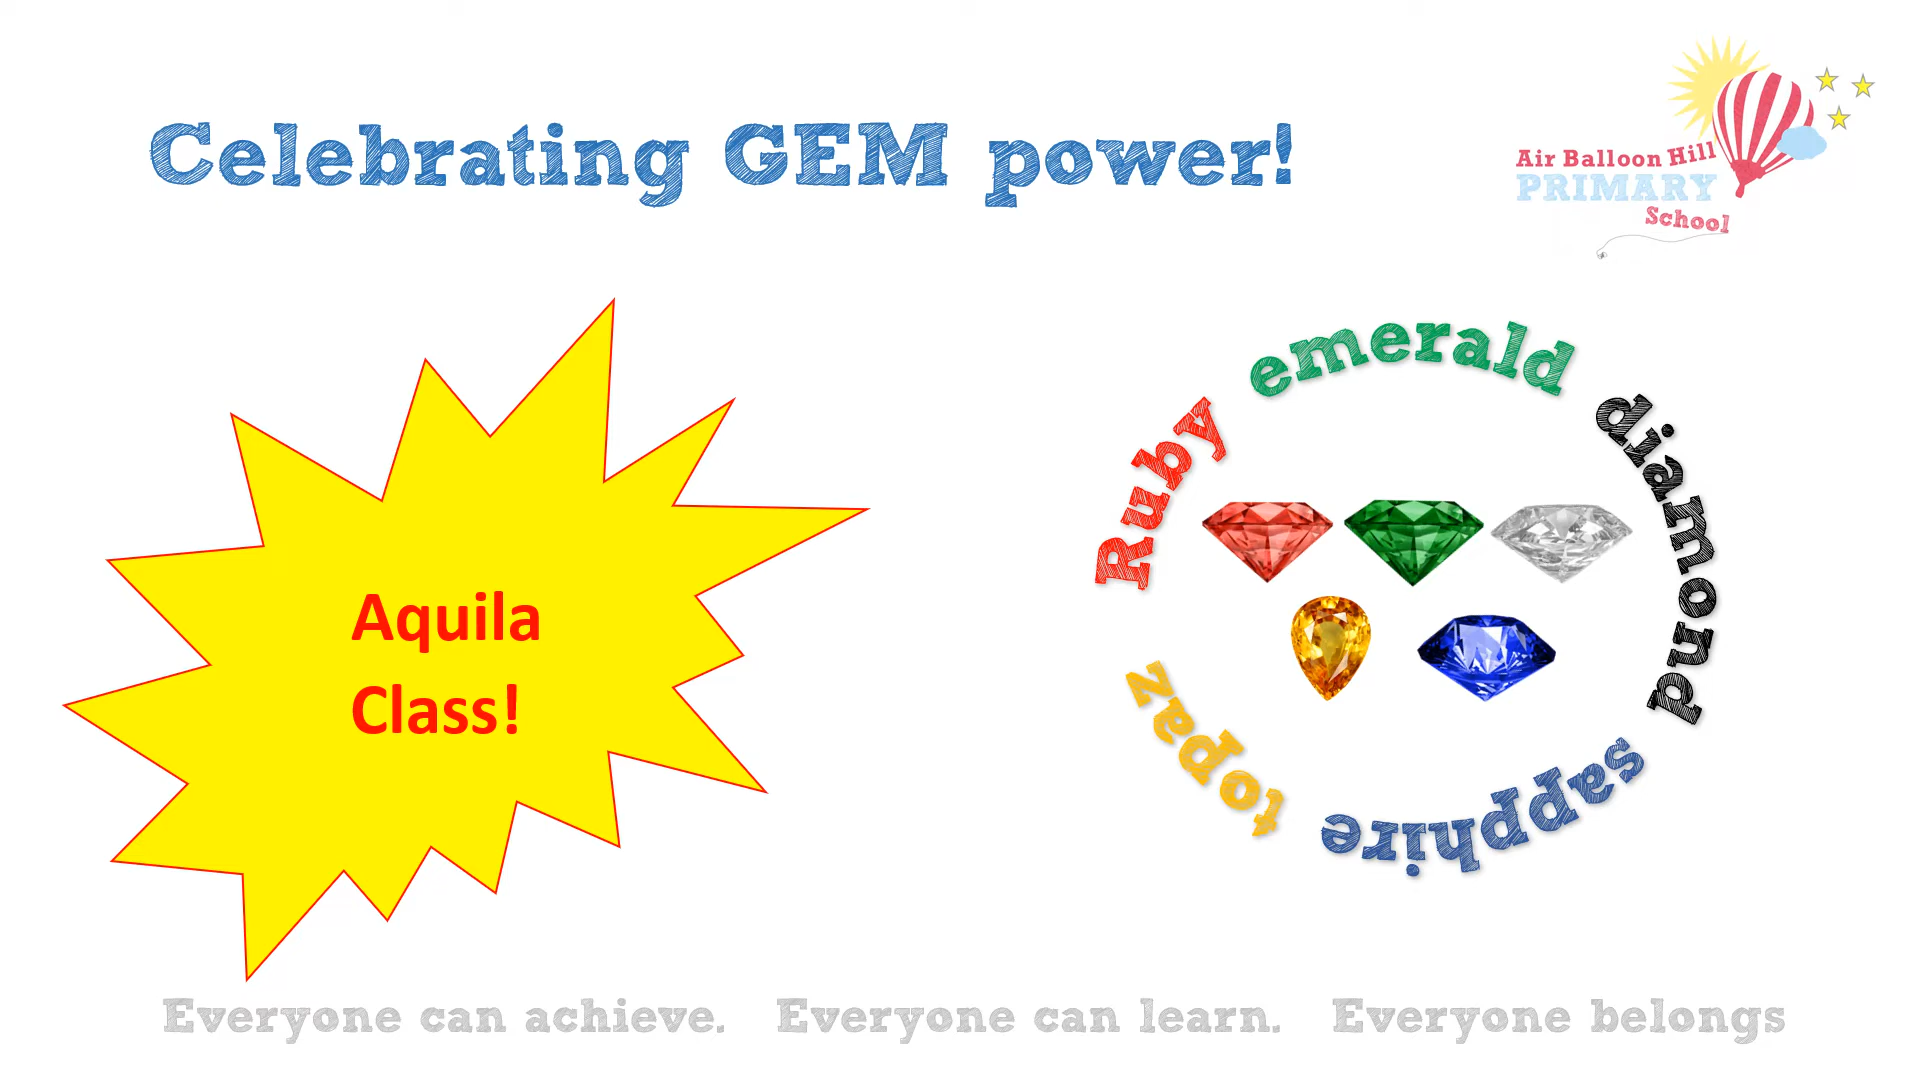 Celebrating GEM power!
Air Balloon Hill
PRIMARY
School
Aquila
Class!
Ruby emerald diamond sapphire topaz
Everyone can achieve. Everyone can learn. Everyone belongs